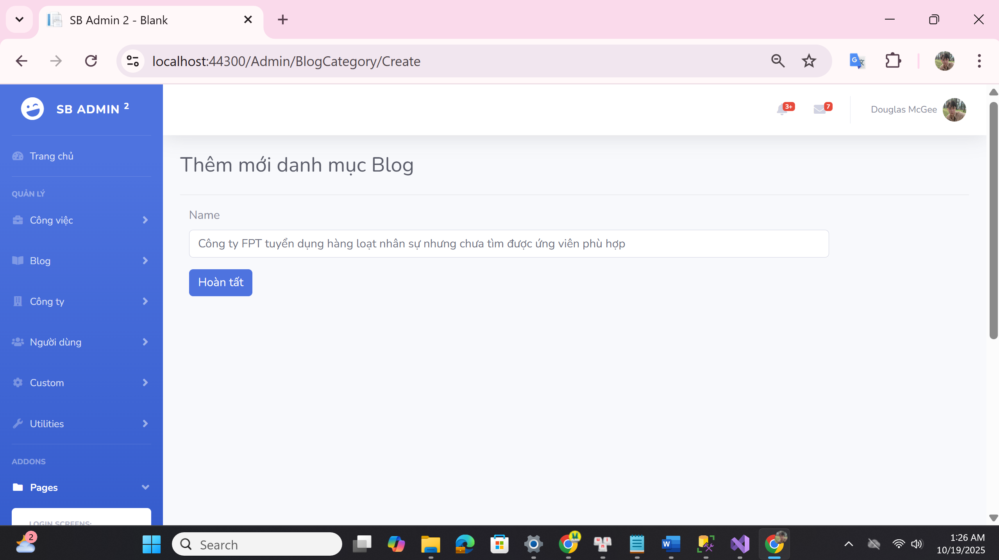 SB Admin 2 - Blank
localhost:44300/Admin/BlogCategory/Create
SB ADMIN 2
3+
7
Douglas McGee
Trang chủ
QUẢN LÝ
Công việc
Blog
Công ty
Người dùng
Custom
Utilities
ADDONS
Pages
LOGIN SCREENS:
Thêm mới danh mục Blog
Name
Công ty FPT tuyển dụng hàng loạt nhân sự nhưng chưa tìm được ứng viên phù hợp
Hoàn tất
2
Search
1:26 AM
10/19/2025